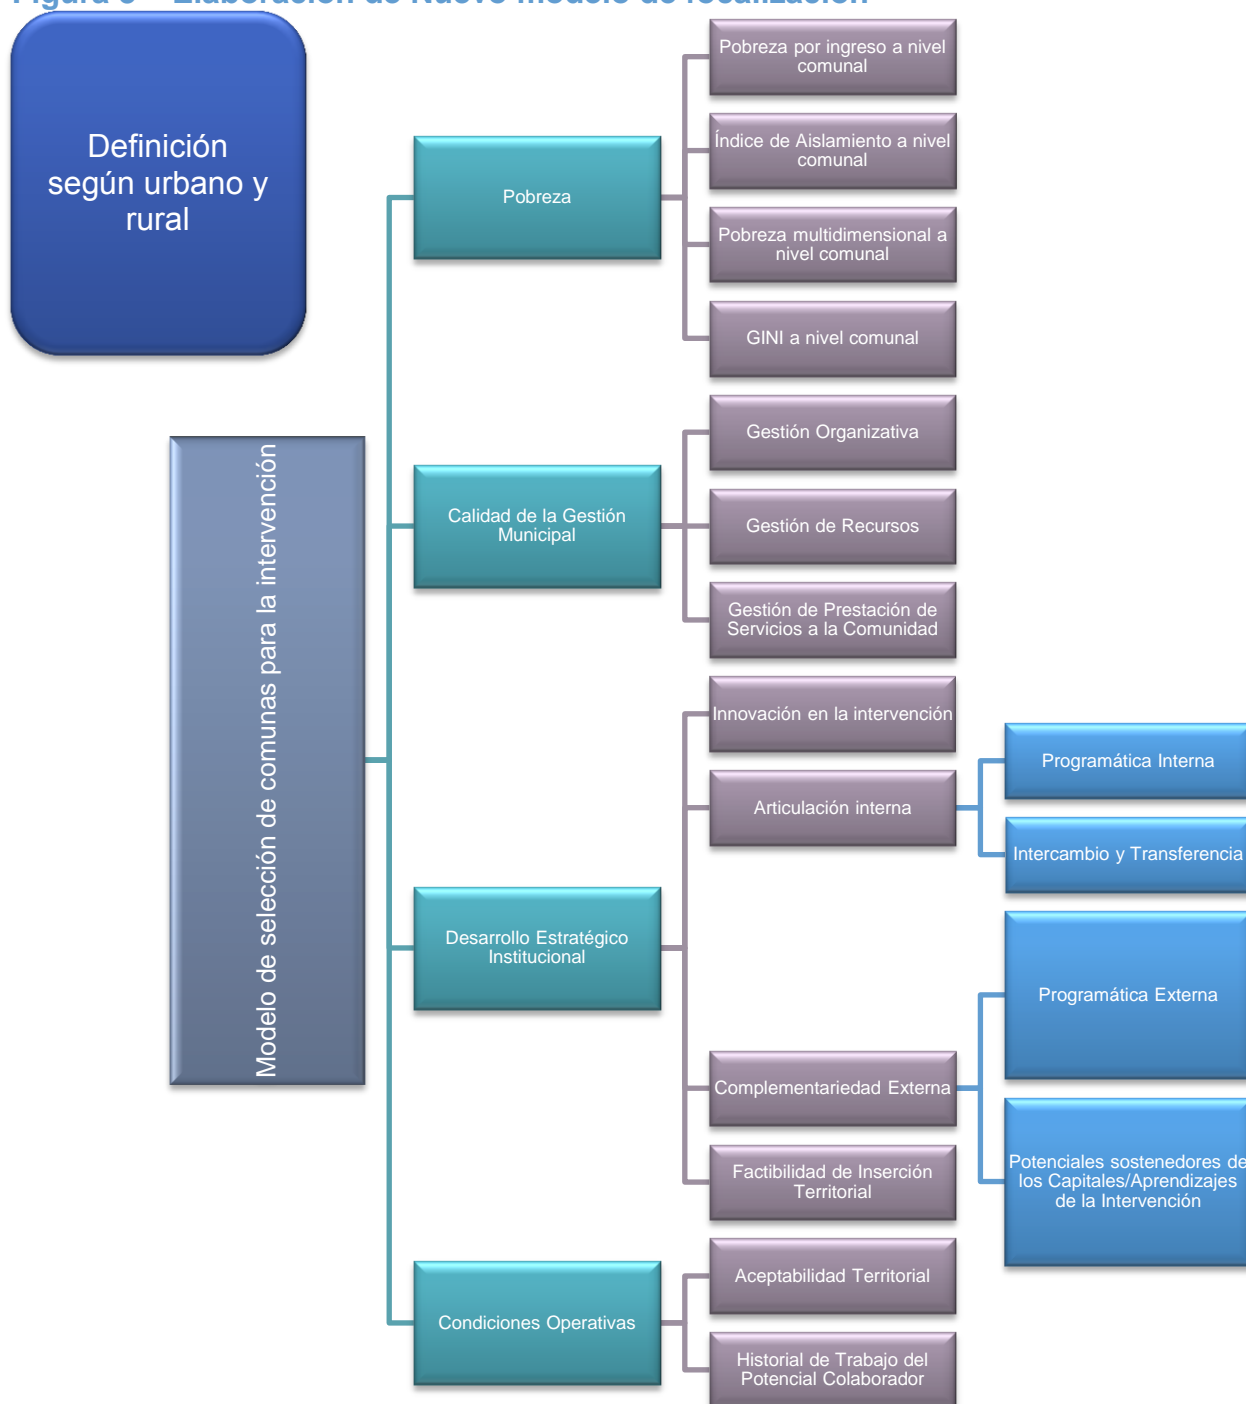 Definición
según urbano y
rural
Modelo de selección de comunas para la intervención
Pobreza
Pobreza por ingreso a nivel
comunal
Índice de Aislamiento a nivel
comunal
Pobreza multidimensional a
nivel comunal
GINI a nivel comunal
Calidad de la Gestión
Municipal
Gestión Organizativa
Gestión de Recursos
Gestión de Prestación de
Servicios a la Comunidad
Desarrollo Estratégico
Institucional
Innovación en la intervención
Articulación interna
Programática Interna
Intercambio y Transferencia
Complementariedad Externa
Programática Externa
Potenciales sostenedores de
los Capitales/Aprendizajes
de la Intervención
Factibilidad de Inserción
Territorial
Condiciones Operativas
Aceptabilidad Territorial
Historial de Trabajo del
Potencial Colaborador